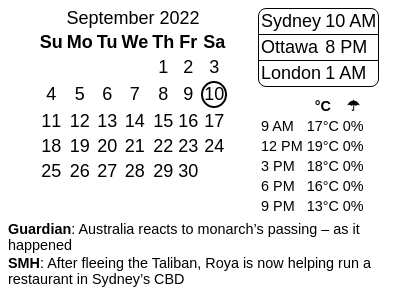 September 2022
Su Mo Tu We Th Fr Sa
1 2 3
4 5 6 7 8 9 10
11 12 13 14 15 16 17
18 19 20 21 22 23 24
25 26 27 28 29 30
Sydney 10 AM
Ottawa 8 PM
London 1 AM
°C ☂
9 AM 17°C 0%
12 PM 19°C 0%
3 PM 18°C 0%
6 PM 16°C 0%
9 PM 13°C 0%
Guardian: Australia reacts to monarch’s passing – as it
happened
SMH: After fleeing the Taliban, Roya is now helping run a
restaurant in Sydney’s CBD